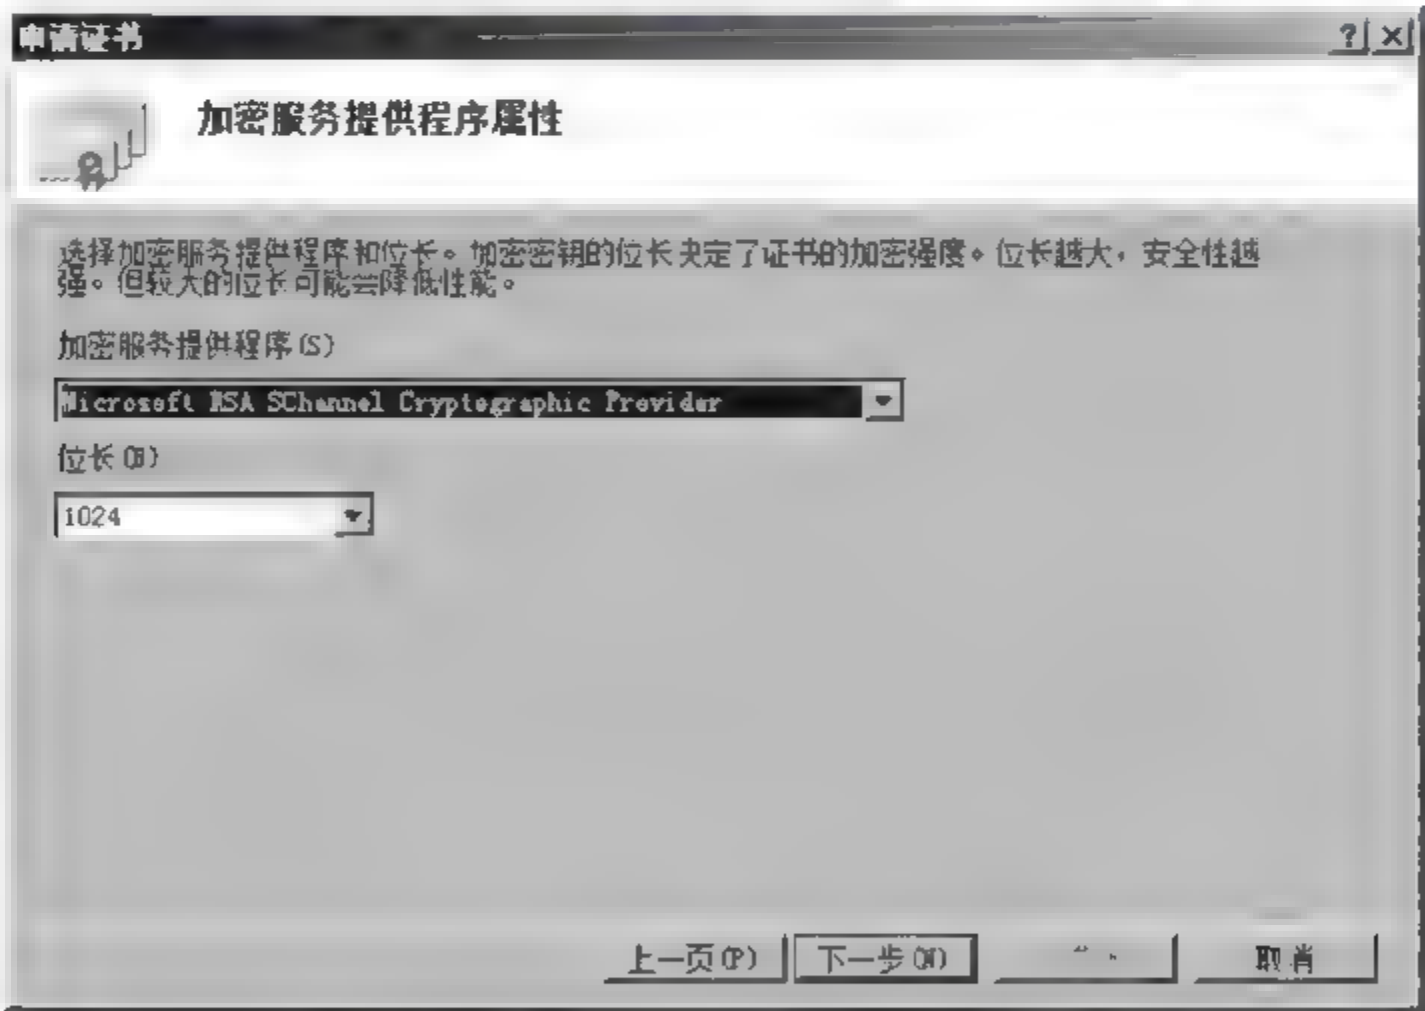 申请证书
加密服务提供程序属性
选择加密服务提供程序和位长。加密密钥的位长决定了证书的加密强度。位长越大，安全性越
强。但较大的位长可能会降低性能。
加密服务提供程序(S)
Microsoft RSA SChannel Cryptographic Provider
位长(B)
1024
上一页(P) 下一步(N) 取消